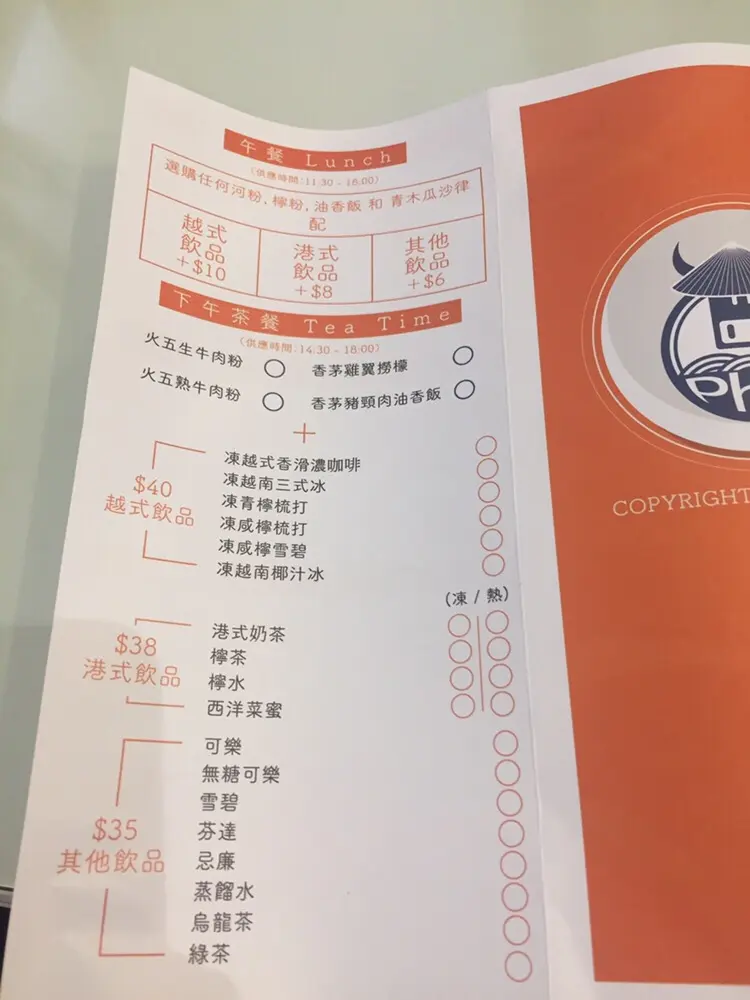 午餐 Lunch
(供應時間:11:30 - 16:00)
選購任何河粉, 檬粉, 油香飯 和 青木瓜沙律
配
越式
飲品
+$10
港式
飲品
+$8
其他
飲品
+$6
下午茶餐 Tea Time
(供應時間:14:30 - 18:00)
火五生牛肉粉
香茅雞翼撈檬
火五熟牛肉粉
香茅豬頸肉油香飯
+
$40
越式飲品
凍越式香滑濃咖啡
凍越南三式冰
凍青檸梳打
凍咸檸梳打
凍咸檸雪碧
凍越南椰汁冰
(凍 / 熱)
$38
港式飲品
港式奶茶
檸茶
檸水
西洋菜蜜
$35
其他飲品
可樂
無糖可樂
雪碧
芬達
忌廉
蒸餾水
烏龍茶
綠茶
COPYRIGHT